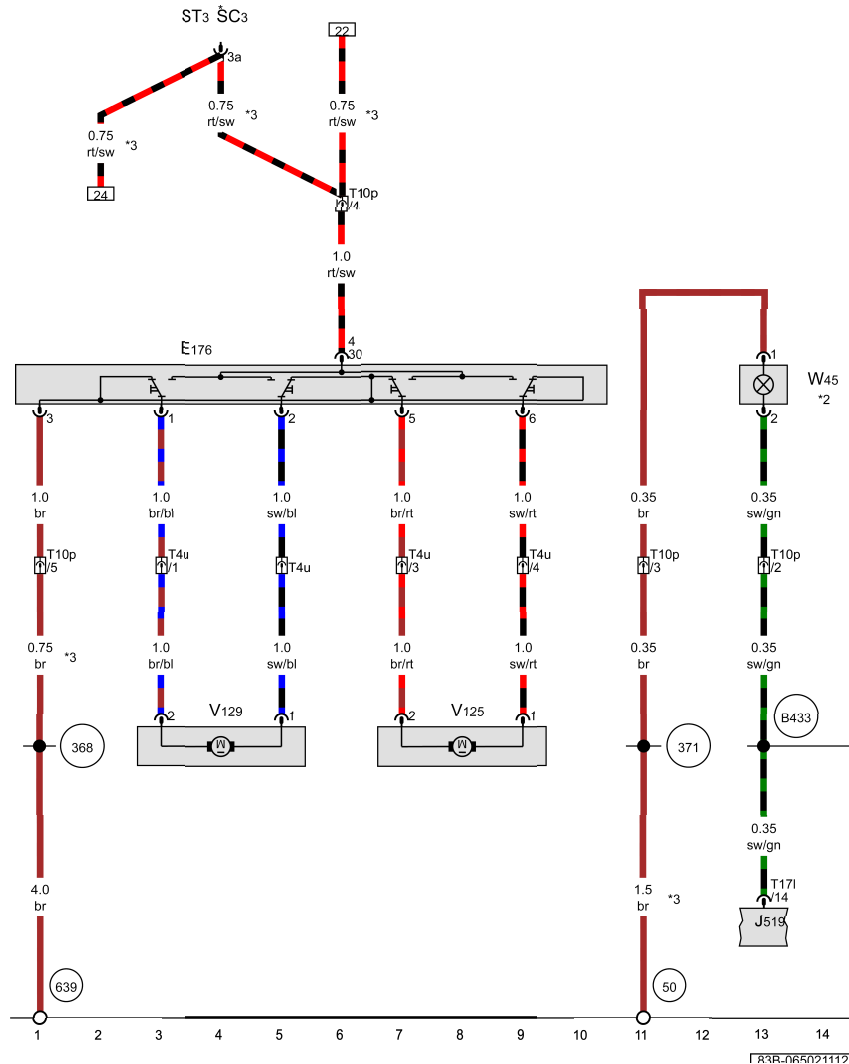 ST3 *SC3
22
3a
0.75
rt/sw *3
0.75
rt/sw *3
0.75
rt/sw *3
24
T10p
/4
1.0
rt/sw
E176
4
30
1
W45
*2
3
1
2
5
6
2
1.0
br
1.0
br/bl
1.0
sw/bl
1.0
br/rt
1.0
sw/rt
0.35
br
0.35
sw/gn
T10p
/5
T4u
/1
T4u
T4u
/3
T4u
/4
T10p
/3
T10p
/2
0.75
br *3
1.0
br/bl
1.0
sw/bl
1.0
br/rt
1.0
sw/rt
0.35
br
0.35
sw/gn
2
V129
1
2
V125
1
368
M
M
371
B433
0.35
sw/gn
4.0
br
1.5
br *3
T17l
/14
J519
639
50
1 2 3 4 5 6 7 8 9 10 11 12 13 14
83B-065021112